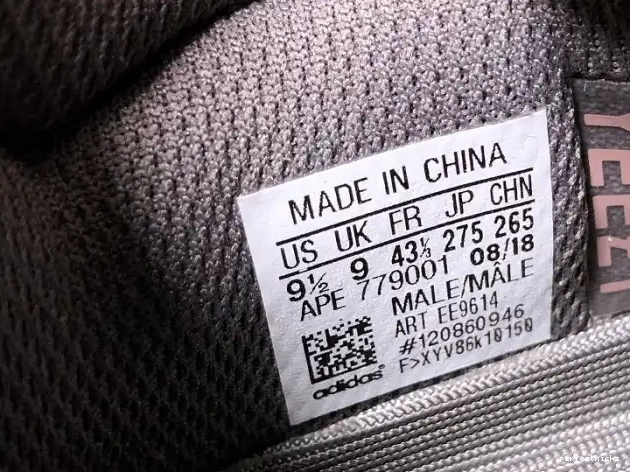 MADE IN CHINA
US UK FR JP CHN
9½ 9 43⅓ 275 265
APE 779001 08/18
MALE/MÂLE
ART EE9614
#120860946
F>XYV86K10150
adidas
YEEZY
perfectkickz